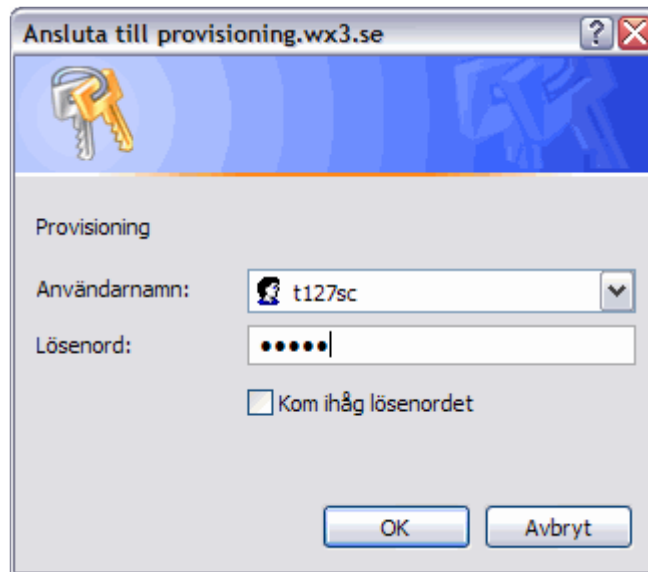 Ansluta till provisioning.wx3.se
Provisioning
Användarnamn: t127sc
Lösenord: •••••
Kom ihåg lösenordet
OK Avbryt